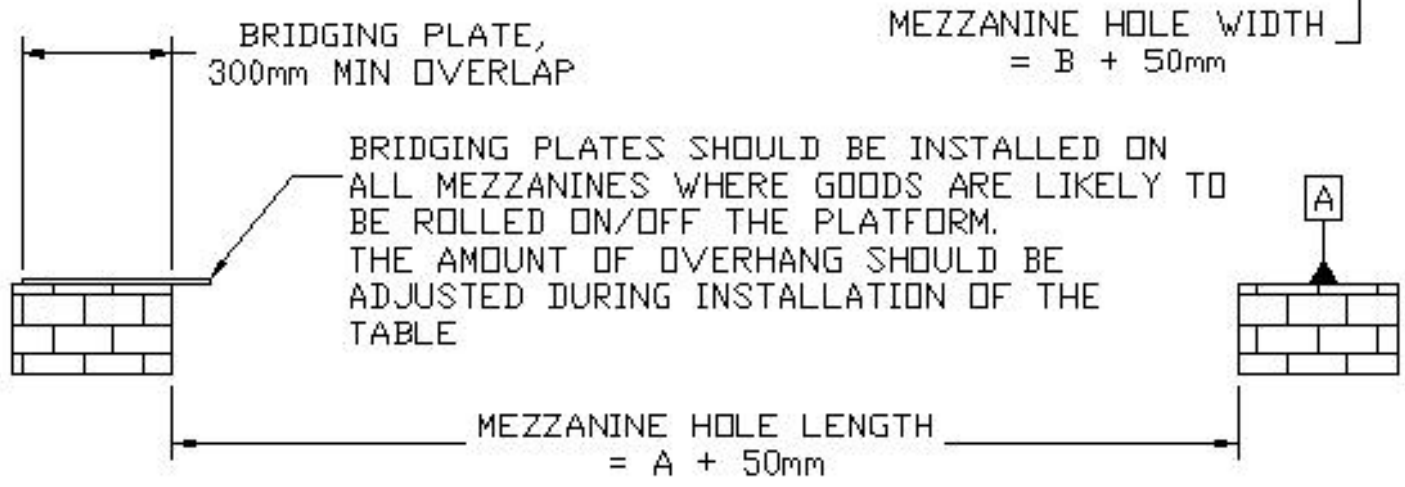 BRIDGING PLATE,
300mm MIN OVERLAP
MEZZANINE HOLE WIDTH
= B + 50mm
BRIDGING PLATES SHOULD BE INSTALLED ON
ALL MEZZANINES WHERE GOODS ARE LIKELY TO
BE ROLLED ON/OFF THE PLATFORM.
THE AMOUNT OF OVERHANG SHOULD BE
ADJUSTED DURING INSTALLATION OF THE
TABLE
A
MEZZANINE HOLE LENGTH
= A + 50mm